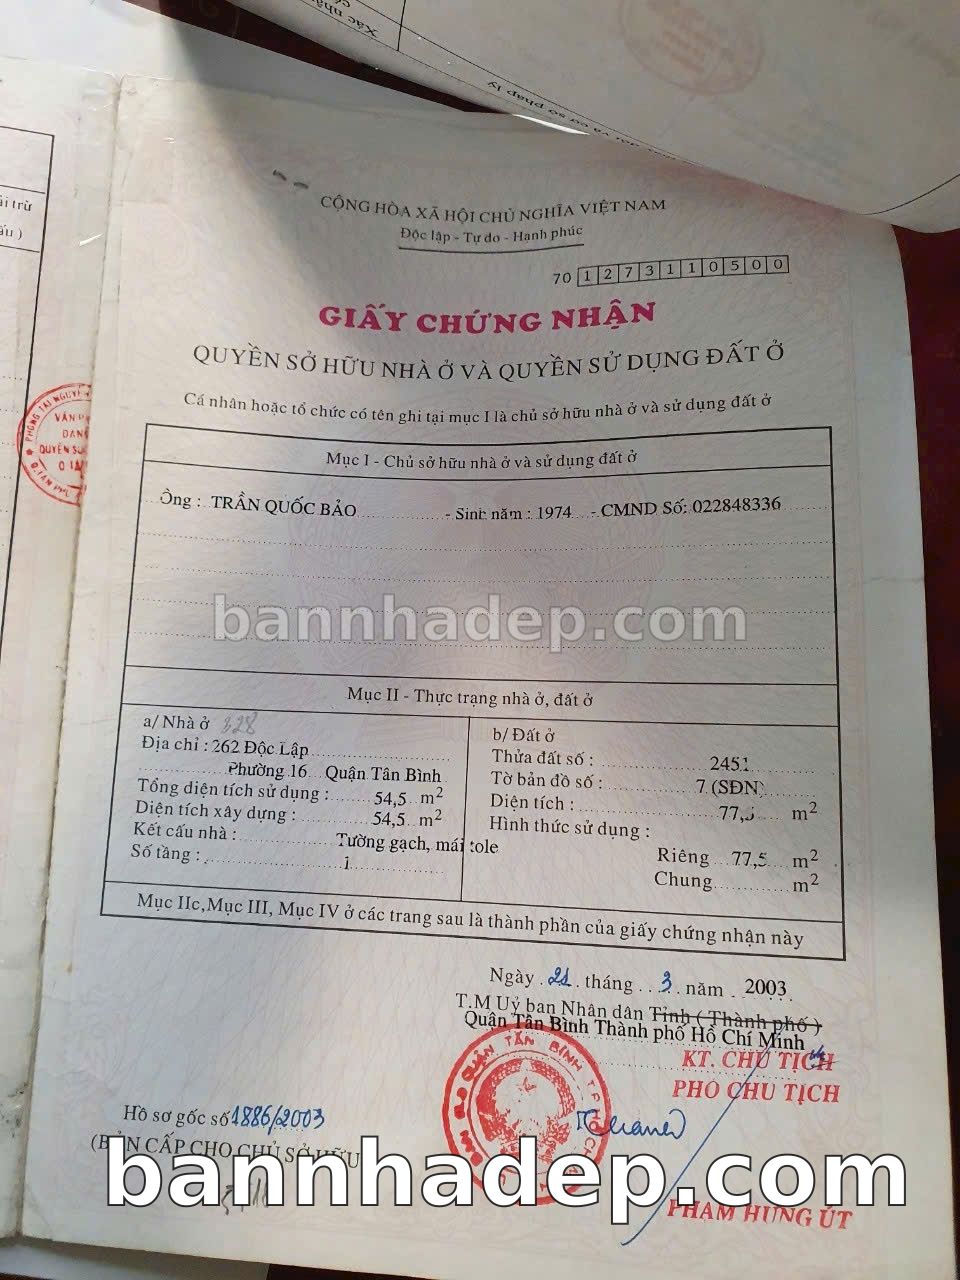 CỘNG HÒA XÃ HỘI CHỦ NGHĨA VIỆT NAM
Độc lập - Tự do - Hạnh phúc
70 1273110500
GIẤY CHỨNG NHẬN
QUYỀN SỞ HỮU NHÀ Ở VÀ QUYỀN SỬ DỤNG ĐẤT Ở
Cá nhân hoặc tổ chức có tên ghi tại mục I là chủ sở hữu nhà ở và sử dụng đất ở
Mục I - Chủ sở hữu nhà ở và sử dụng đất ở
Ông : TRẦN QUỐC BẢO - Sinh năm : 1974 - CMND Số: 022848336
bannhadep.com
Mục II - Thực trạng nhà ở, đất ở
a/ Nhà ở 328
Địa chỉ : 262 Độc Lập
Phường 16 Quận Tân Bình
Tổng diện tích sử dụng : 54,5 m2
Diện tích xây dựng : 54,5 m2
Kết cấu nhà : Tường gạch, mái tole
Số tầng : 1
b/ Đất ở
Thửa đất số : 2451
Tờ bản đồ số : 7 (SĐN)
Diện tích : 77,5 m2
Hình thức sử dụng :
Riêng 77,5 m2
Chung m2
Mục IIc, Mục III, Mục IV ở các trang sau là thành phần của giấy chứng nhận này
Ngày 21 tháng 3 năm 2003
T.M Uỷ ban Nhân dân Tỉnh ( Thành phố )
Quận Tân Bình Thành phố Hồ Chí Minh
KT. CHỦ TỊCH
PHÓ CHỦ TỊCH
Hồ sơ gốc số 1886/2003
(BẢN CẤP CHO CHỦ SỞ HỮU
bannhadep.com
PHẠM HÙNG ÚT